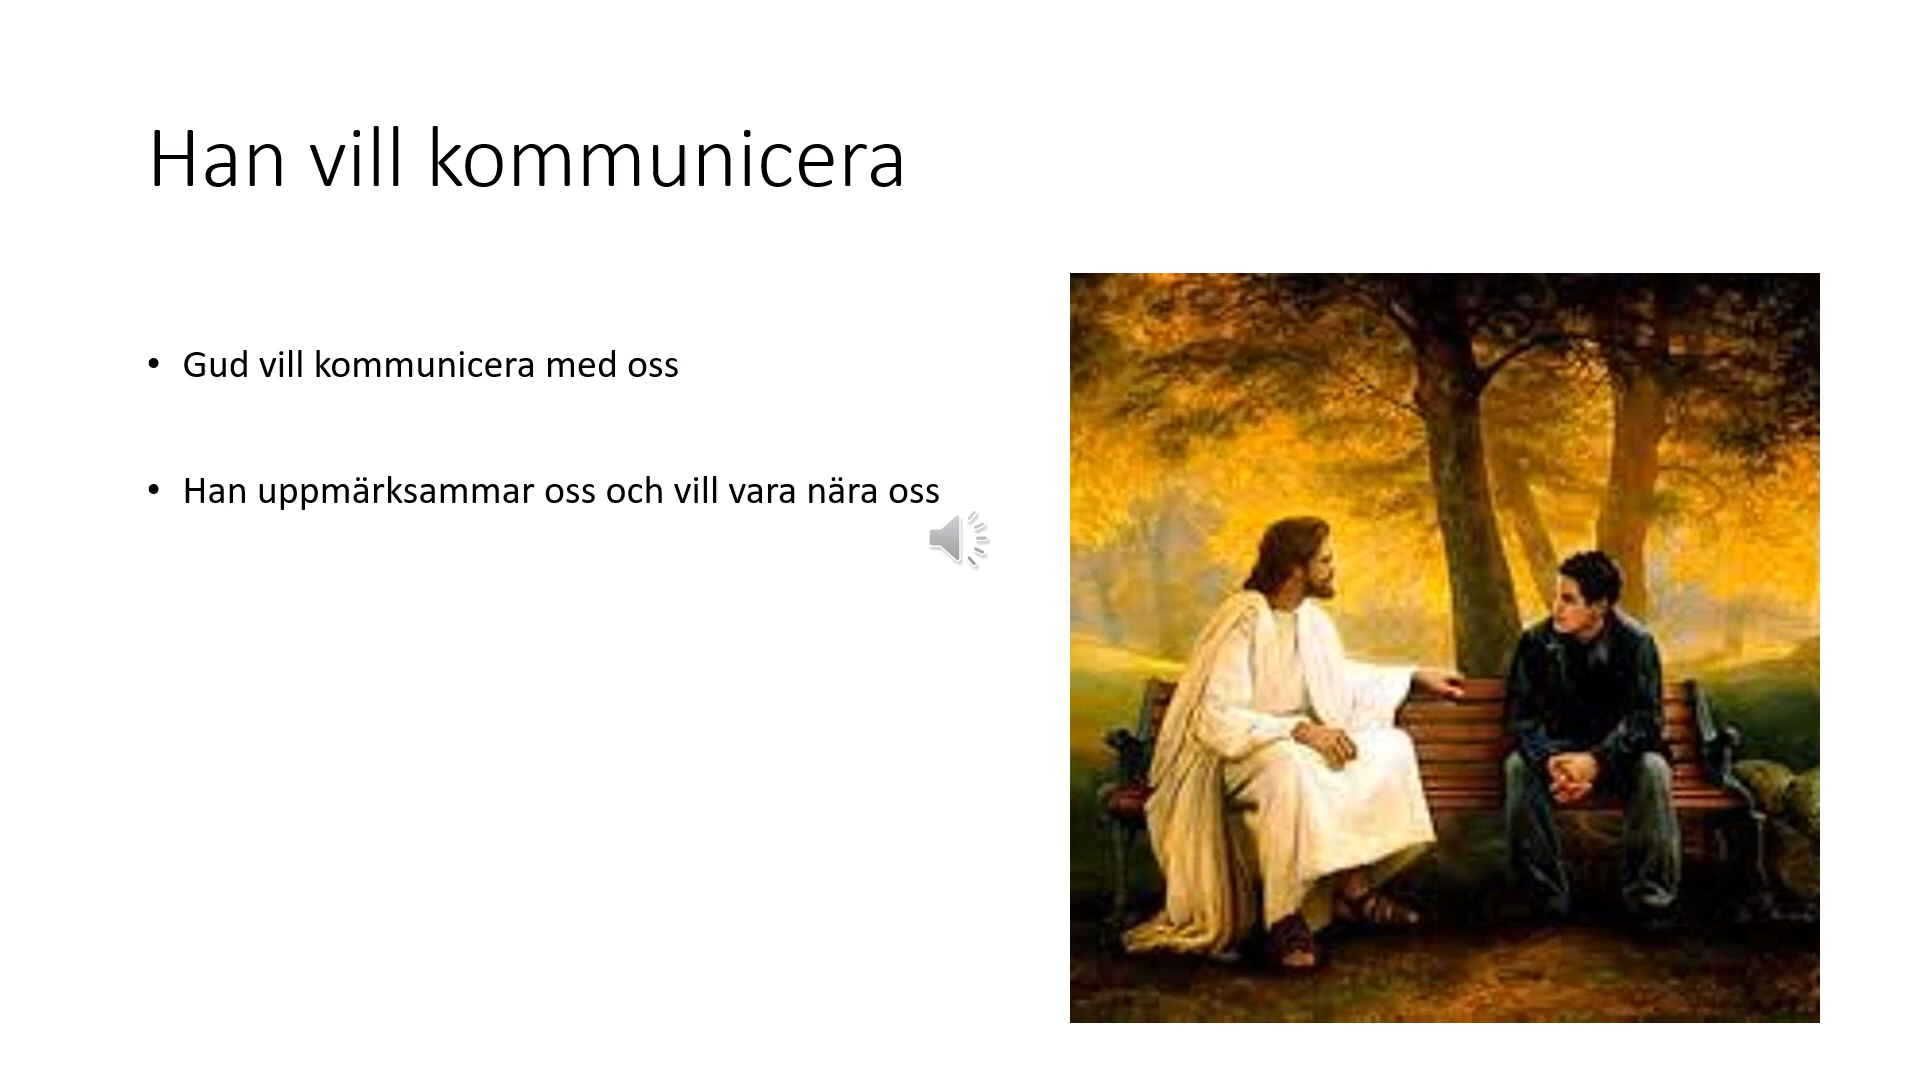 Han vill kommunicera
• Gud vill kommunicera med oss
• Han uppmärksammar oss och vill vara nära oss